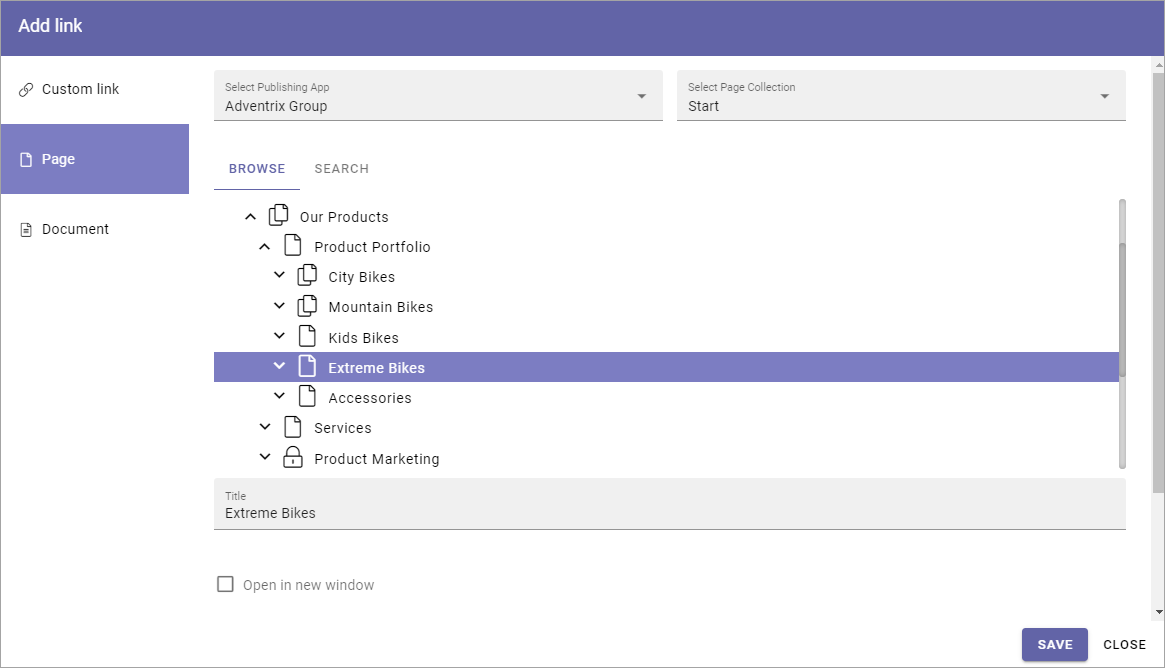 Add link
Custom link
Page
Document
Select Publishing App
Adventrix Group
Select Page Collection
Start
BROWSE
SEARCH
Our Products
Product Portfolio
City Bikes
Mountain Bikes
Kids Bikes
Extreme Bikes
Accessories
Services
Product Marketing
Title
Extreme Bikes
Open in new window
SAVE
CLOSE